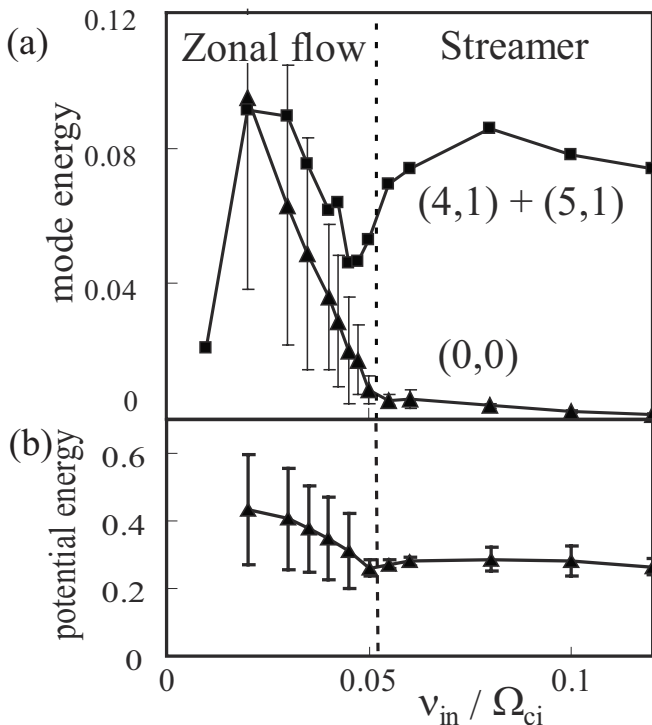 (a)
Zonal flow
Streamer
mode energy
0.12
0.08
0.04
0
(4,1) + (5,1)
(0,0)
(b)
potential energy
0.6
0.4
0.2
0
0
0.05
0.1
ν_in / Ω_ci